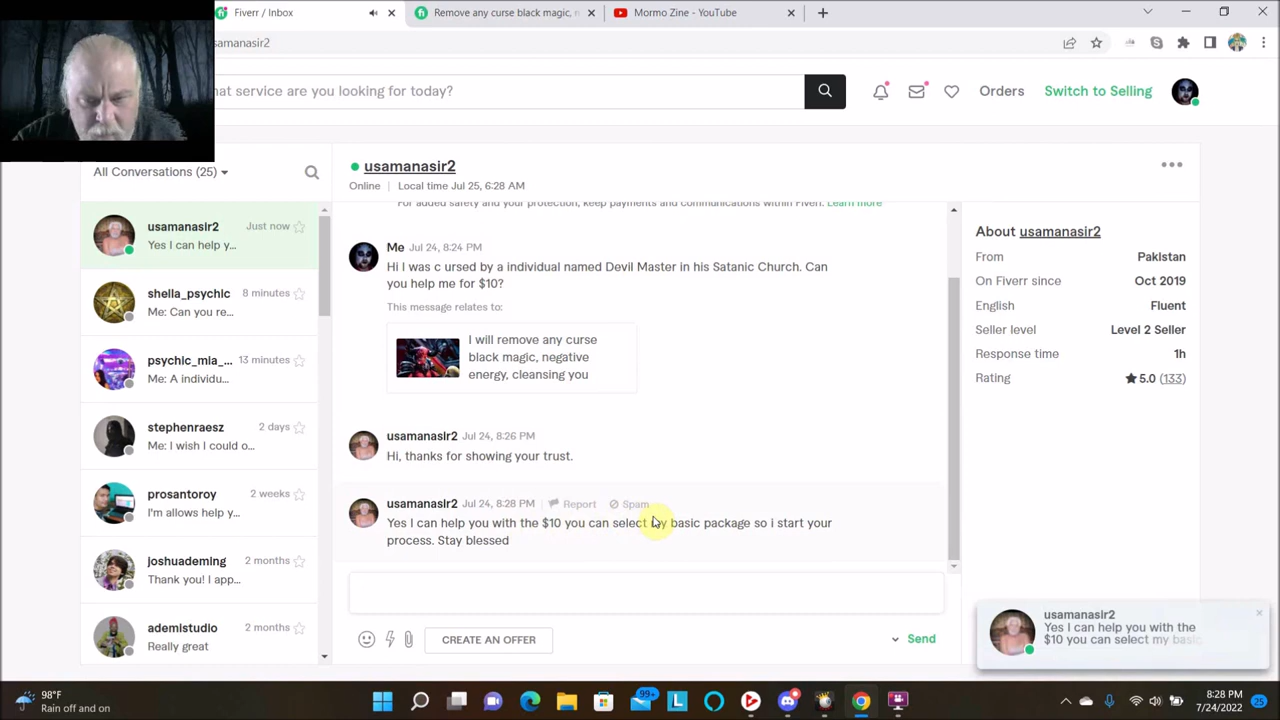 Fiverr / Inbox
Remove any curse black magic, n
Mormo Zine - YouTube
samanasir2
hat service are you looking for today?
Orders
Switch to Selling
All Conversations (25)
usamanasir2
Just now
Yes I can help y...
shella_psychic
8 minutes
Me: Can you re...
psychic_mia_...
13 minutes
Me: A individu...
stephenraesz
2 days
Me: I wish I could o...
prosantoroy
2 weeks
I'm allows help y...
joshuademing
2 months
Thank you! I app...
ademistudio
2 months
Really great
usamanasir2
Online
Local time Jul 25, 6:28 AM
For added safety and your protection, keep payments and communications within Fiverr. Learn more
Me Jul 24, 8:24 PM
Hi I was c ursed by a individual named Devil Master in his Satanic Church. Can
you help me for $10?
This message relates to:
I will remove any curse
black magic, negative
energy, cleansing you
usamanasir2 Jul 24, 8:26 PM
Hi, thanks for showing your trust.
usamanasir2 Jul 24, 8:28 PM Report Spam
Yes I can help you with the $10 you can select my basic package so i start your
process. Stay blessed
CREATE AN OFFER
Send
About usamanasir2
From Pakistan
On Fiverr since Oct 2019
English Fluent
Seller level Level 2 Seller
Response time 1h
Rating 5.0 (133)
usamanasir2
Yes I can help you with the
$10 you can select my basic
98°F
Rain off and on
99+
8:28 PM
7/24/2022
25